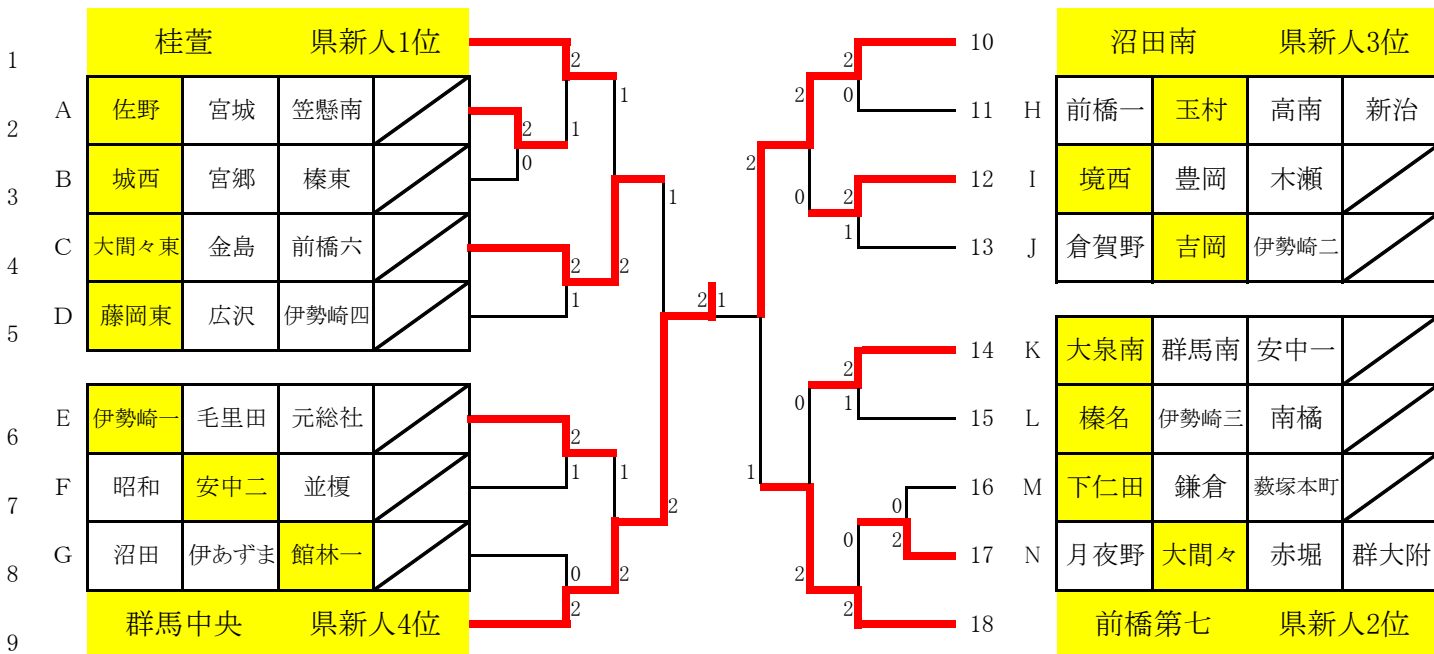 1 桂萱 県新人1位
2 A 佐野 宮城 笠懸南
3 B 城西 宮郷 榛東
4 C 大間々東 金島 前橋六
5 D 藤岡東 広沢 伊勢崎四
6 E 伊勢崎一 毛里田 元総社
7 F 昭和 安中二 並榎
8 G 沼田 伊あずま 館林一
9 群馬中央 県新人4位
2
1
2
0
1
1
2
1
2
2
1
1
2
1
0
2
2
2
2 1
2
1
2
0
2
0
2
1
2
1
0
2
0
2
0
2
10 沼田南 県新人3位
11 H 前橋一 玉村 高南 新治
12 I 境西 豊岡 木瀬
13 J 倉賀野 吉岡 伊勢崎二
14 K 大泉南 群馬南 安中一
15 L 榛名 伊勢崎三 南橘
16 M 下仁田 鎌倉 薮塚本町
17 N 月夜野 大間々 赤堀 群大附
18 前橋第七 県新人2位